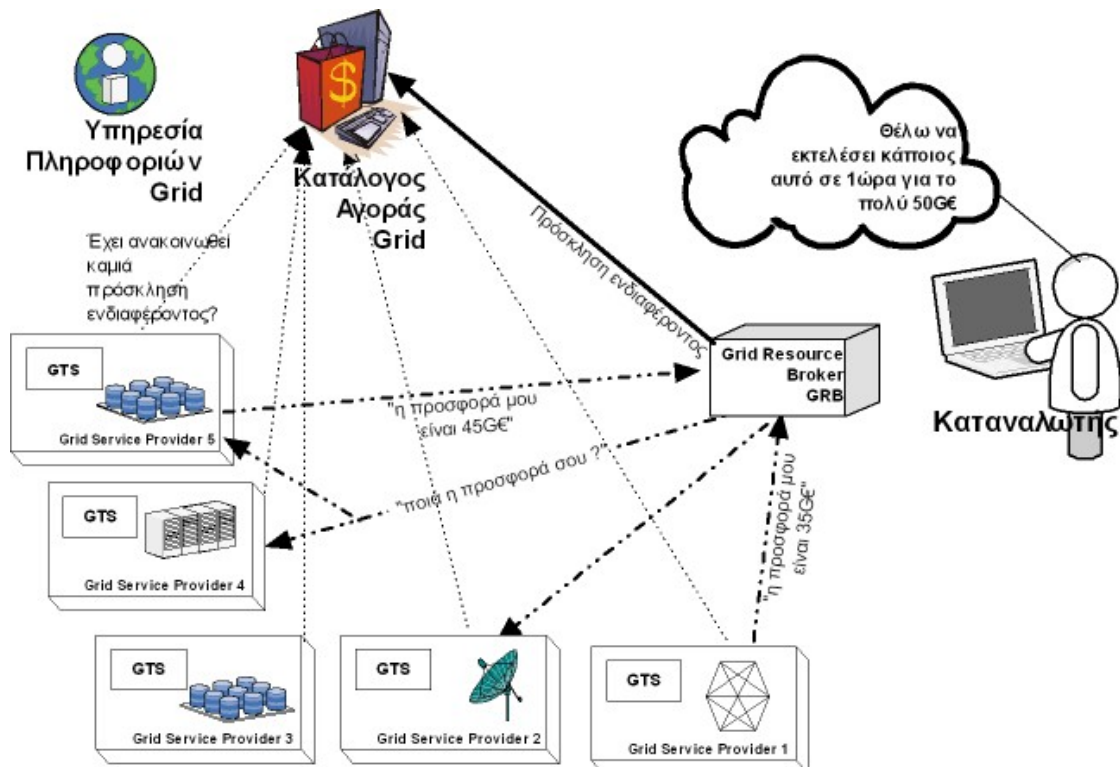 Υπηρεσία
Πληροφοριών
Grid
$
Κατάλογος
Αγοράς
Grid
Θέλω να
εκτελέσει κάποιος
αυτό σε 1ώρα για το
πολύ 50G€
Έχει ανακοινωθεί
καμιά
πρόσκληση
ενδιαφέροντος?
Πρόσκληση ενδιαφέροντος
Grid Resource
Broker
GRB
Καταναλωτής
GTS
Grid Service Provider 5
"η προσφορά μου
είναι 45G€"
"ποιά η προσφορά σου ?"
"η προσφορά μου
είναι 35G€"
GTS
Grid Service Provider 4
GTS
Grid Service Provider 3
GTS
Grid Service Provider 2
GTS
Grid Service Provider 1